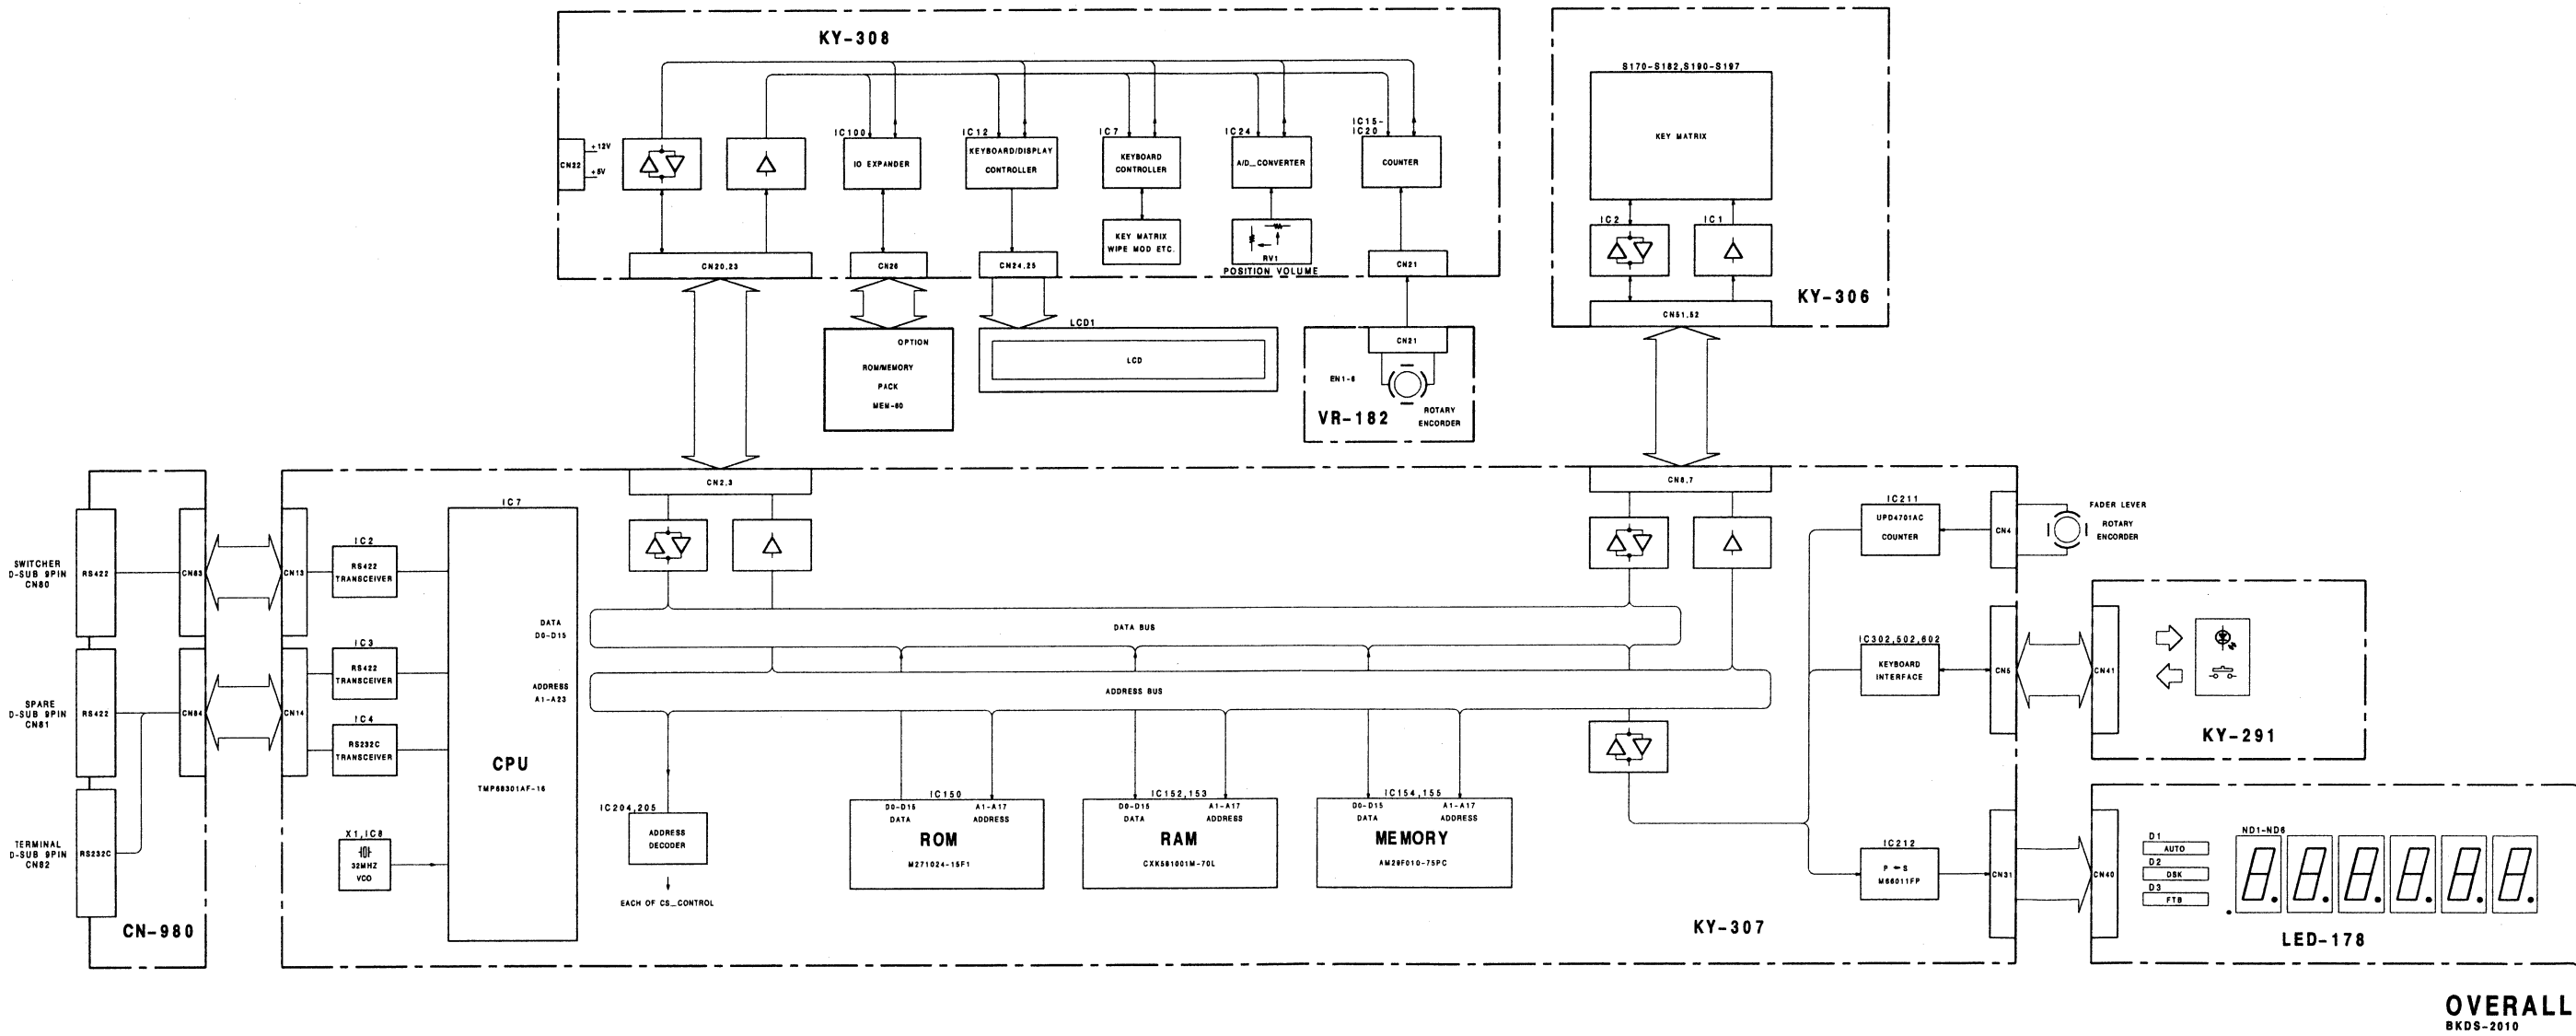 KY-308
CN22
+12V
+5V
IC100
IO EXPANDER
IC12
KEYBOARD/DISPLAY
CONTROLLER
IC7
KEYBOARD
CONTROLLER
IC24
A/D_CONVERTER
IC15-
IC20
COUNTER
KEY MATRIX
WIPE MOD ETC.
RV1
POSITION VOLUME
CN20,23
CN26
CN24,25
CN21
S170-S182,S190-S197
KEY MATRIX
IC2
IC1
CN51,52
KY-306
OPTION
ROM/MEMORY
PACK
MEM-60
LCD1
LCD
CN21
EN1-6
ROTARY
ENCODER
VR-182
SWITCHER
D-SUB 9PIN
CN80
RS422
CN83
SPARE
D-SUB 9PIN
CN81
RS422
CN84
TERMINAL
D-SUB 9PIN
CN82
RS232C
CN-980
CN13
CN14
IC2
RS422
TRANSCEIVER
IC3
RS422
TRANSCEIVER
IC4
RS232C
TRANSCEIVER
X1,IC8
32MHZ
VCO
IC7
DATA
D0-D15
ADDRESS
A1-A23
CPU
TMP68301AF-16
CN2,3
DATA BUS
ADDRESS BUS
IC204,205
ADDRESS
DECODER
EACH OF CS_CONTROL
IC150
D0-D15 A1-A17
DATA ADDRESS
ROM
M271024-15F1
IC152,153
D0-D15 A1-A17
DATA ADDRESS
RAM
CXK581001M-70L
IC154,155
D0-D15 A1-A17
DATA ADDRESS
MEMORY
AM28F010-75PC
CN6,7
IC211
UPD4701AC
COUNTER
CN4
FADER LEVER
ROTARY
ENCODER
IC302,502,602
KEYBOARD
INTERFACE
CN5
CN41
KY-291
IC212
P ← S
M66011FP
CN31
CN40
KY-307
D1
AUTO
D2
DSK
D3
FTB
ND1-ND6
LED-178
OVERALL
BKDS-2010